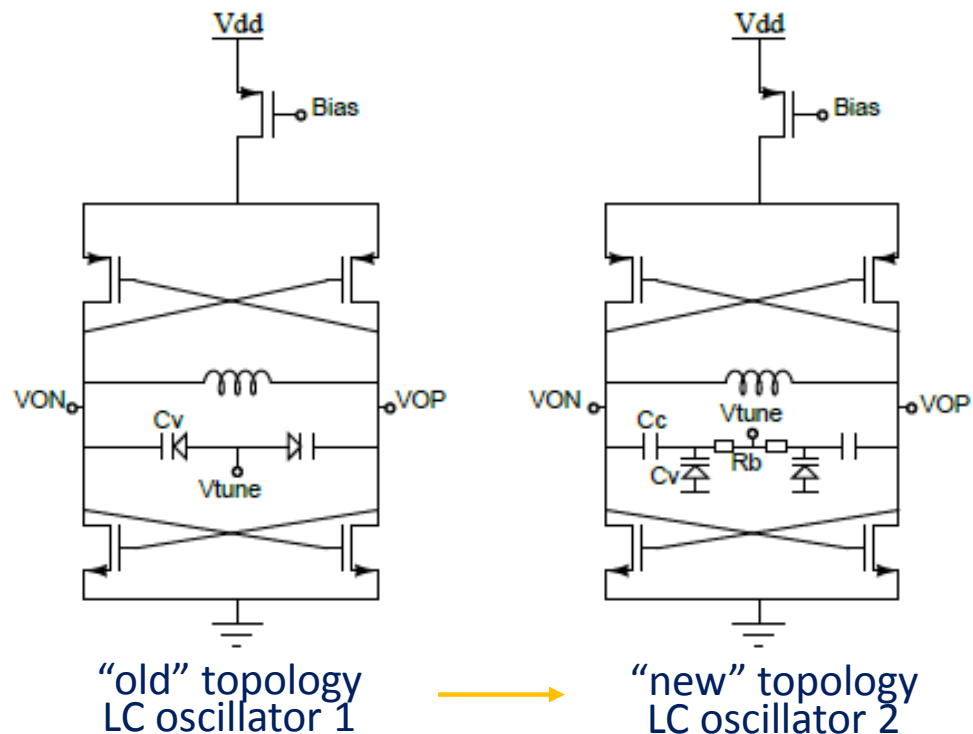 Vdd
Bias
VON
VOP
Cv
Vtune
“old” topology
LC oscillator 1
Vdd
Bias
VON
VOP
Vtune
Cc
Rb
Cv
“new” topology
LC oscillator 2